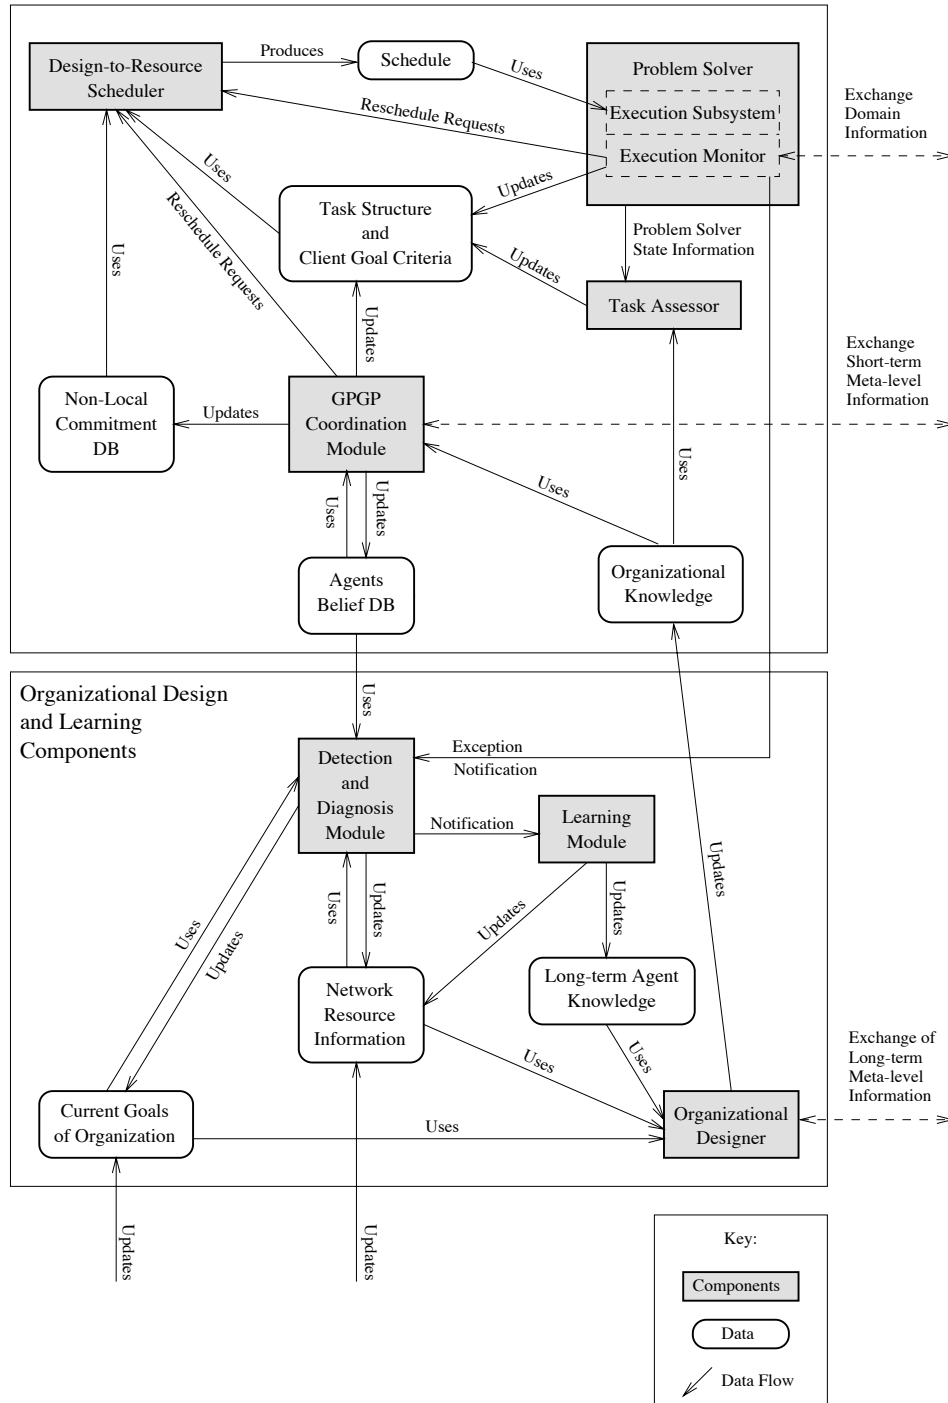 Design-to-Resource
Scheduler
Produces
Schedule
Uses
Problem Solver
Execution Subsystem
Execution Monitor
Exchange
Domain
Information
Reschedule Requests
Uses
Updates
Task Structure
and
Client Goal Criteria
Problem Solver
State Information
Updates
Task Assessor
Uses
Reschedule Requests
Updates
Exchange
Short-term
Meta-level
Information
Non-Local
Commitment
DB
Updates
GPGP
Coordination
Module
Uses
Uses
Uses
Updates
Agents
Belief DB
Organizational
Knowledge
Organizational Design
and Learning
Components
Uses
Detection
and
Diagnosis
Module
Exception
Notification
Notification
Learning
Module
Updates
Uses
Updates
Uses
Updates
Updates
Updates
Network
Resource
Information
Long-term Agent
Knowledge
Uses
Uses
Exchange of
Long-term
Meta-level
Information
Current Goals
of Organization
Uses
Organizational
Designer
Updates
Updates
Key:
Components
Data
Data Flow